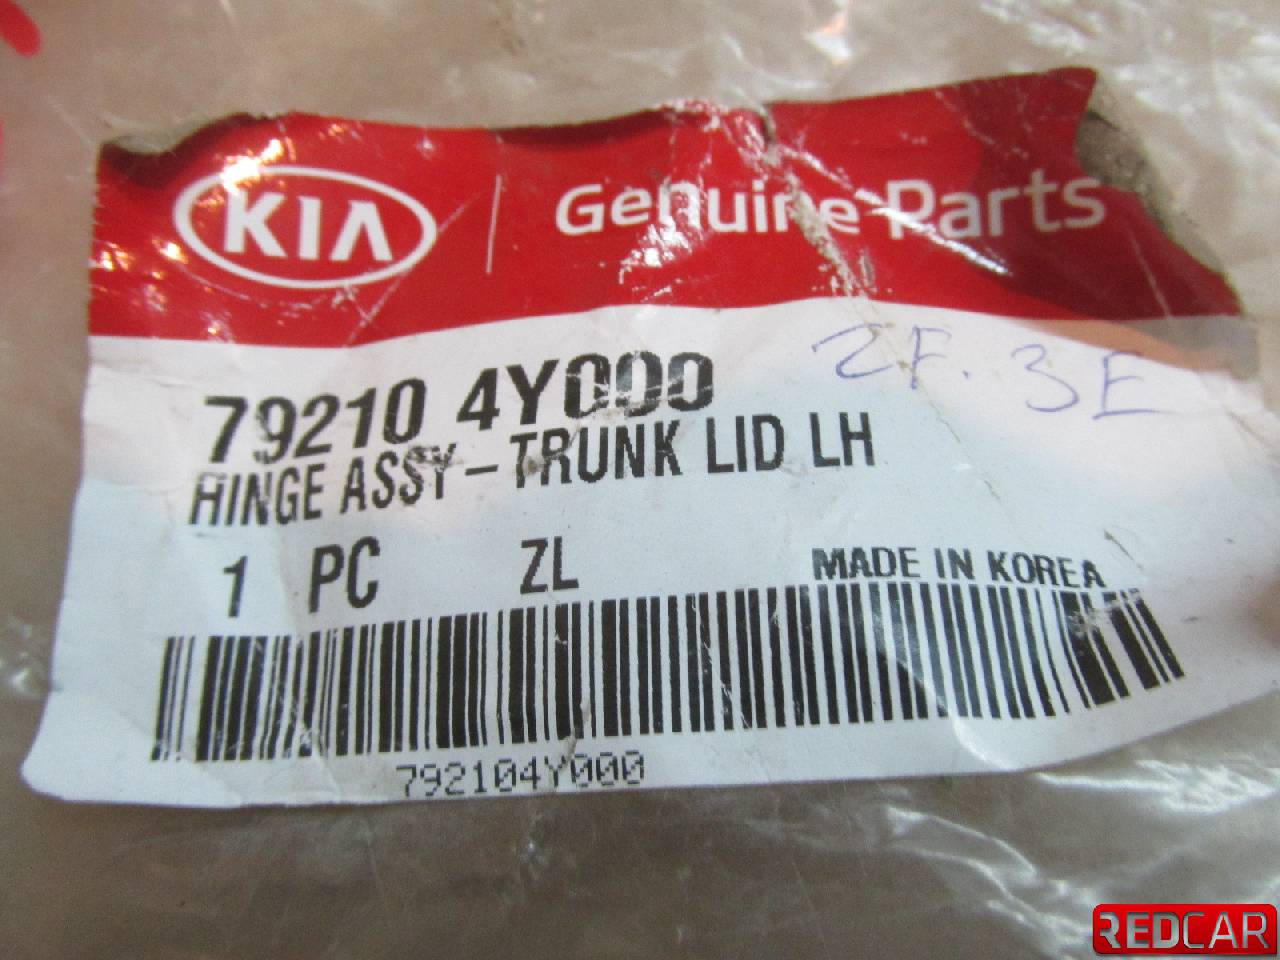 KIA Genuine Parts
2F. 3E
79210 4Y000
HINGE ASSY-TRUNK LID LH
1 PC ZL MADE IN KOREA
792104Y000
REDCAR